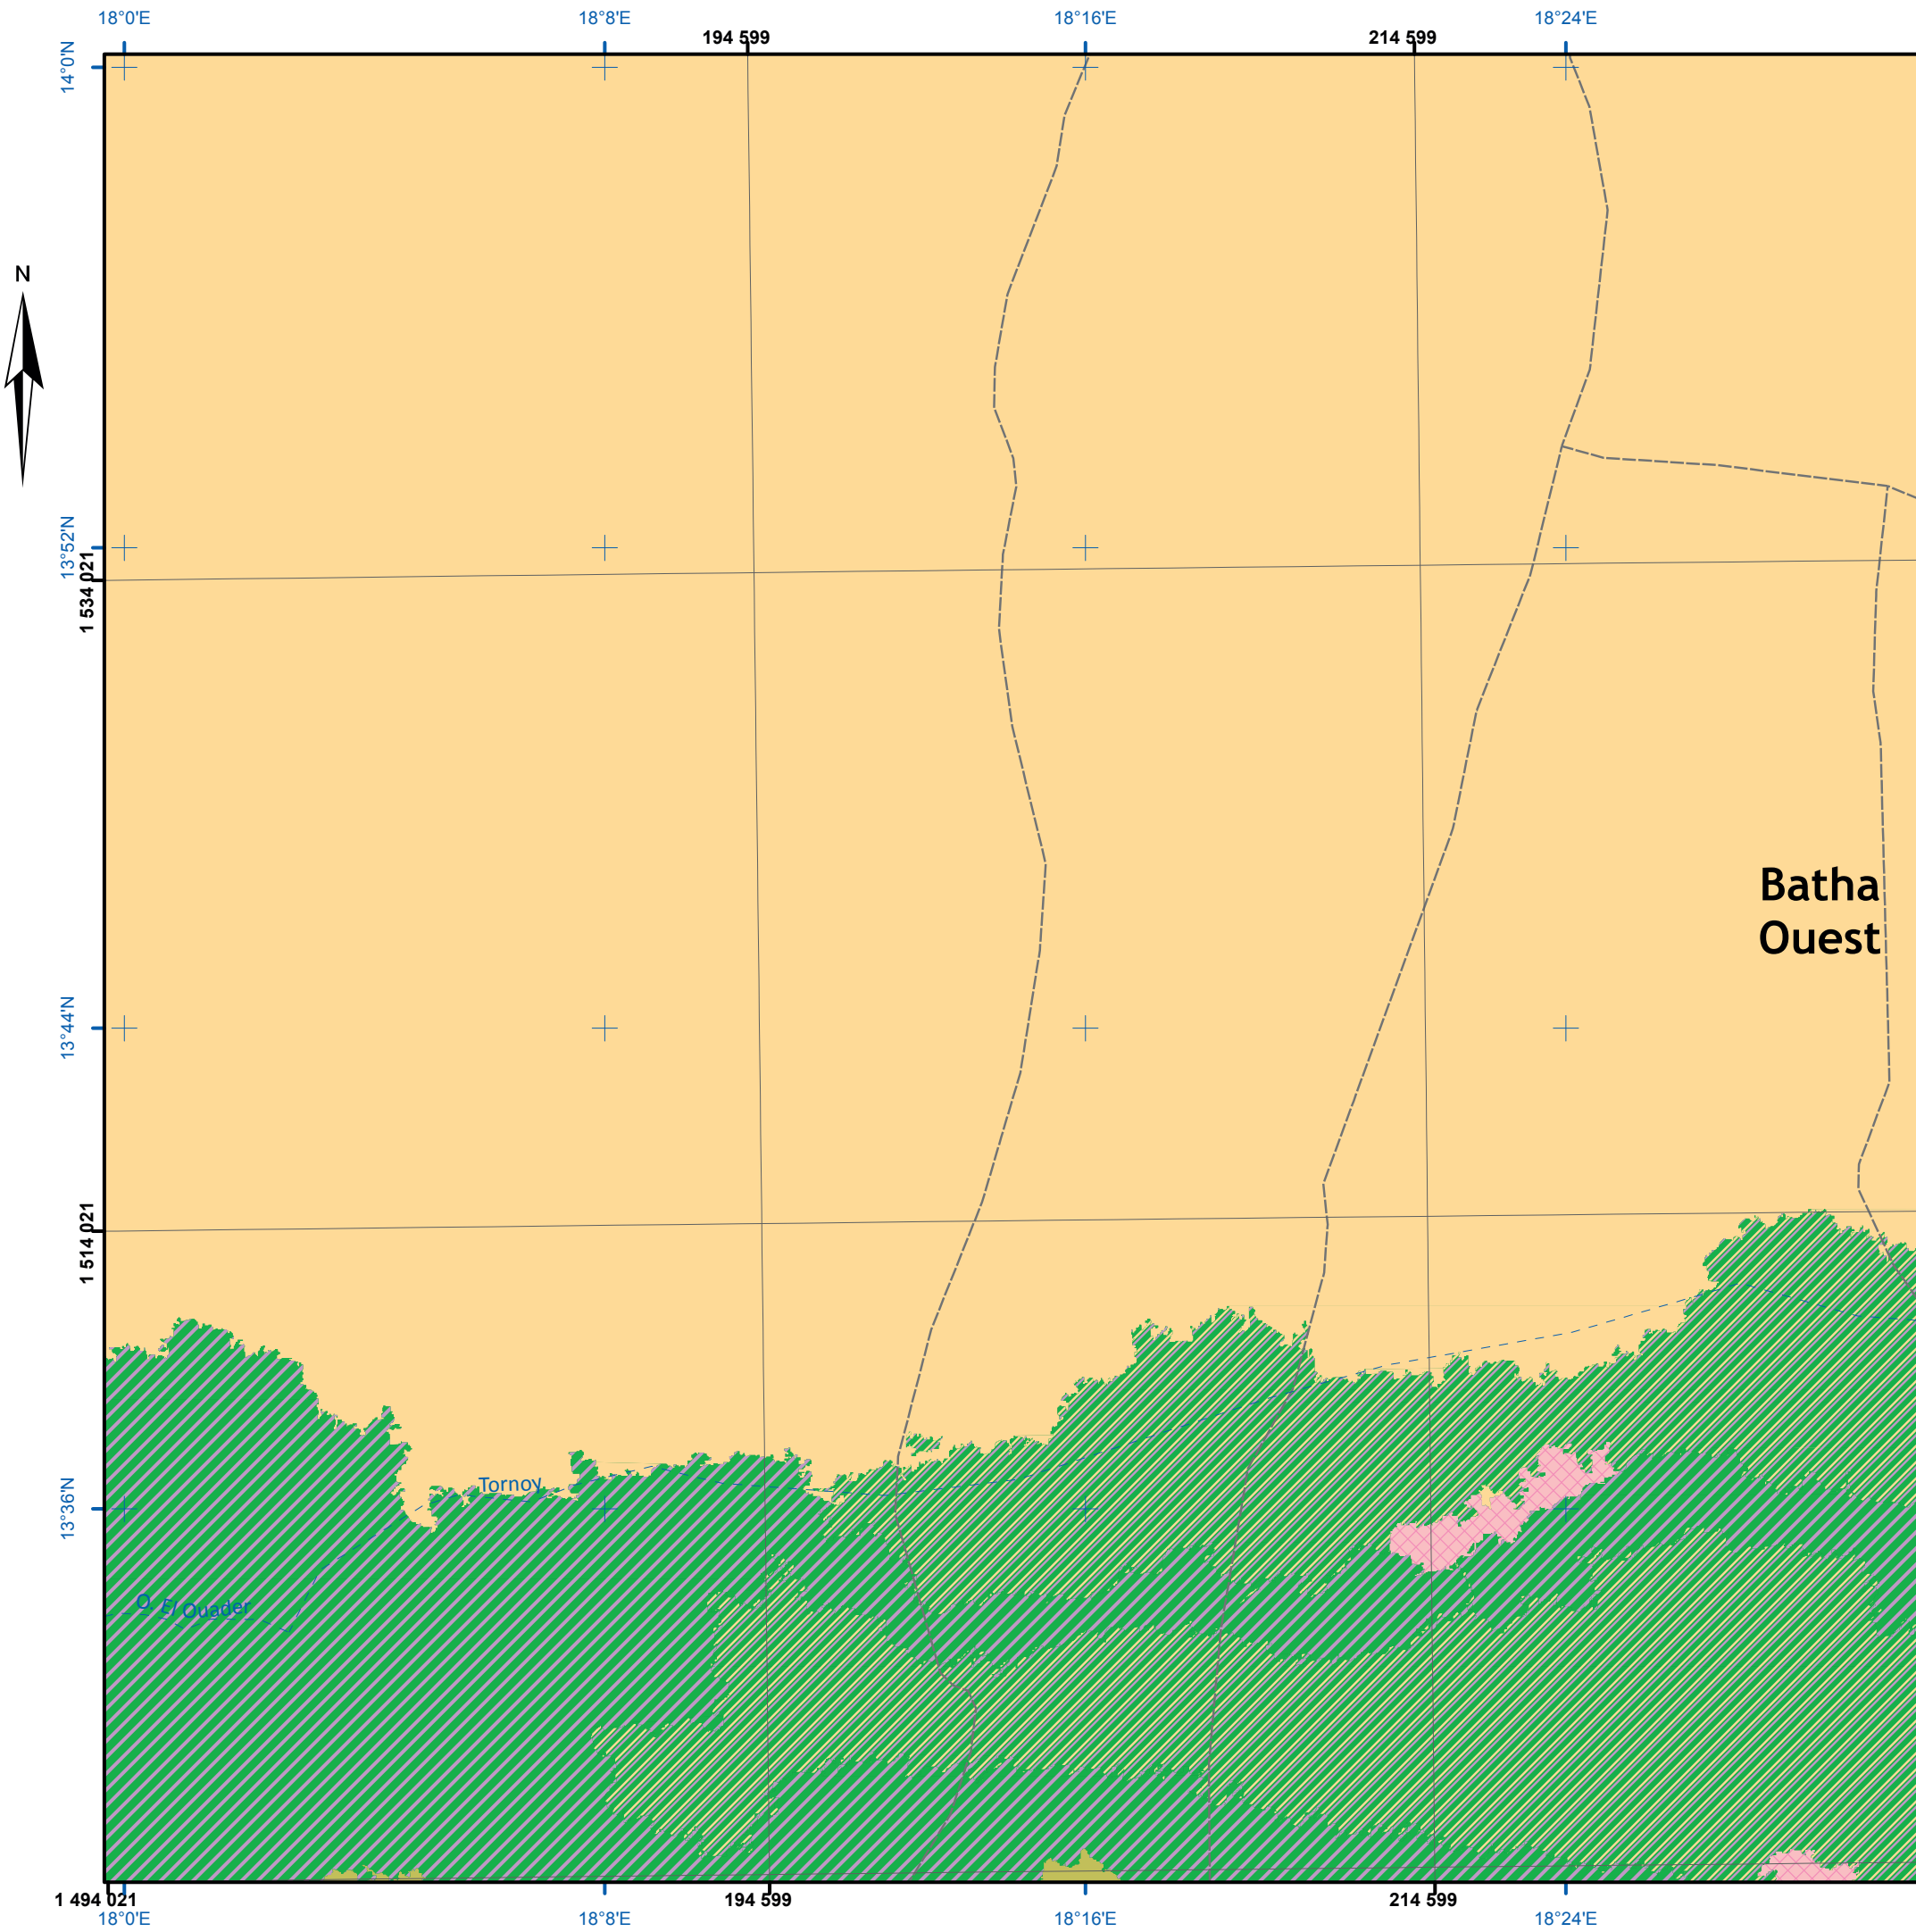 18°0'E 18°8'E 18°16'E 18°24'E
194 599 214 599
14°0'N
N
13°52'N
1 534 021
Batha
Ouest
13°44'N
1 514 021
Tornoy
13°36'N
O. El Ouader
1 494 021 194 599 214 599
18°0'E 18°8'E 18°16'E 18°24'E